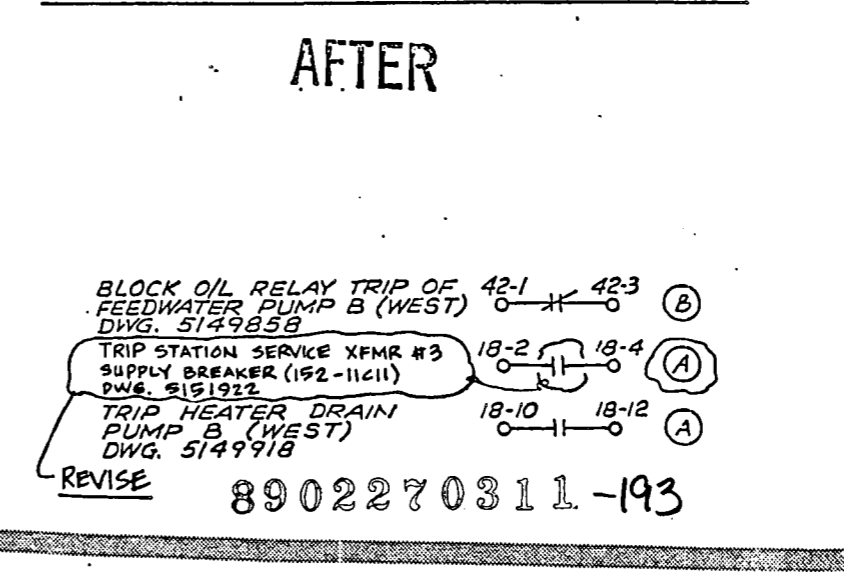 AFTER
BLOCK O/L RELAY TRIP OF 42-1 42-3
FEEDWATER PUMP B (WEST) B
DWG. 5149858
TRIP STATION SERVICE XFMR #3 18-2 18-4
SUPPLY BREAKER (152-11C11) A
DWG. 5151922
TRIP HEATER DRAIN 18-10 18-12
PUMP B (WEST) A
DWG. 5149918
REVISE
8902270311-193